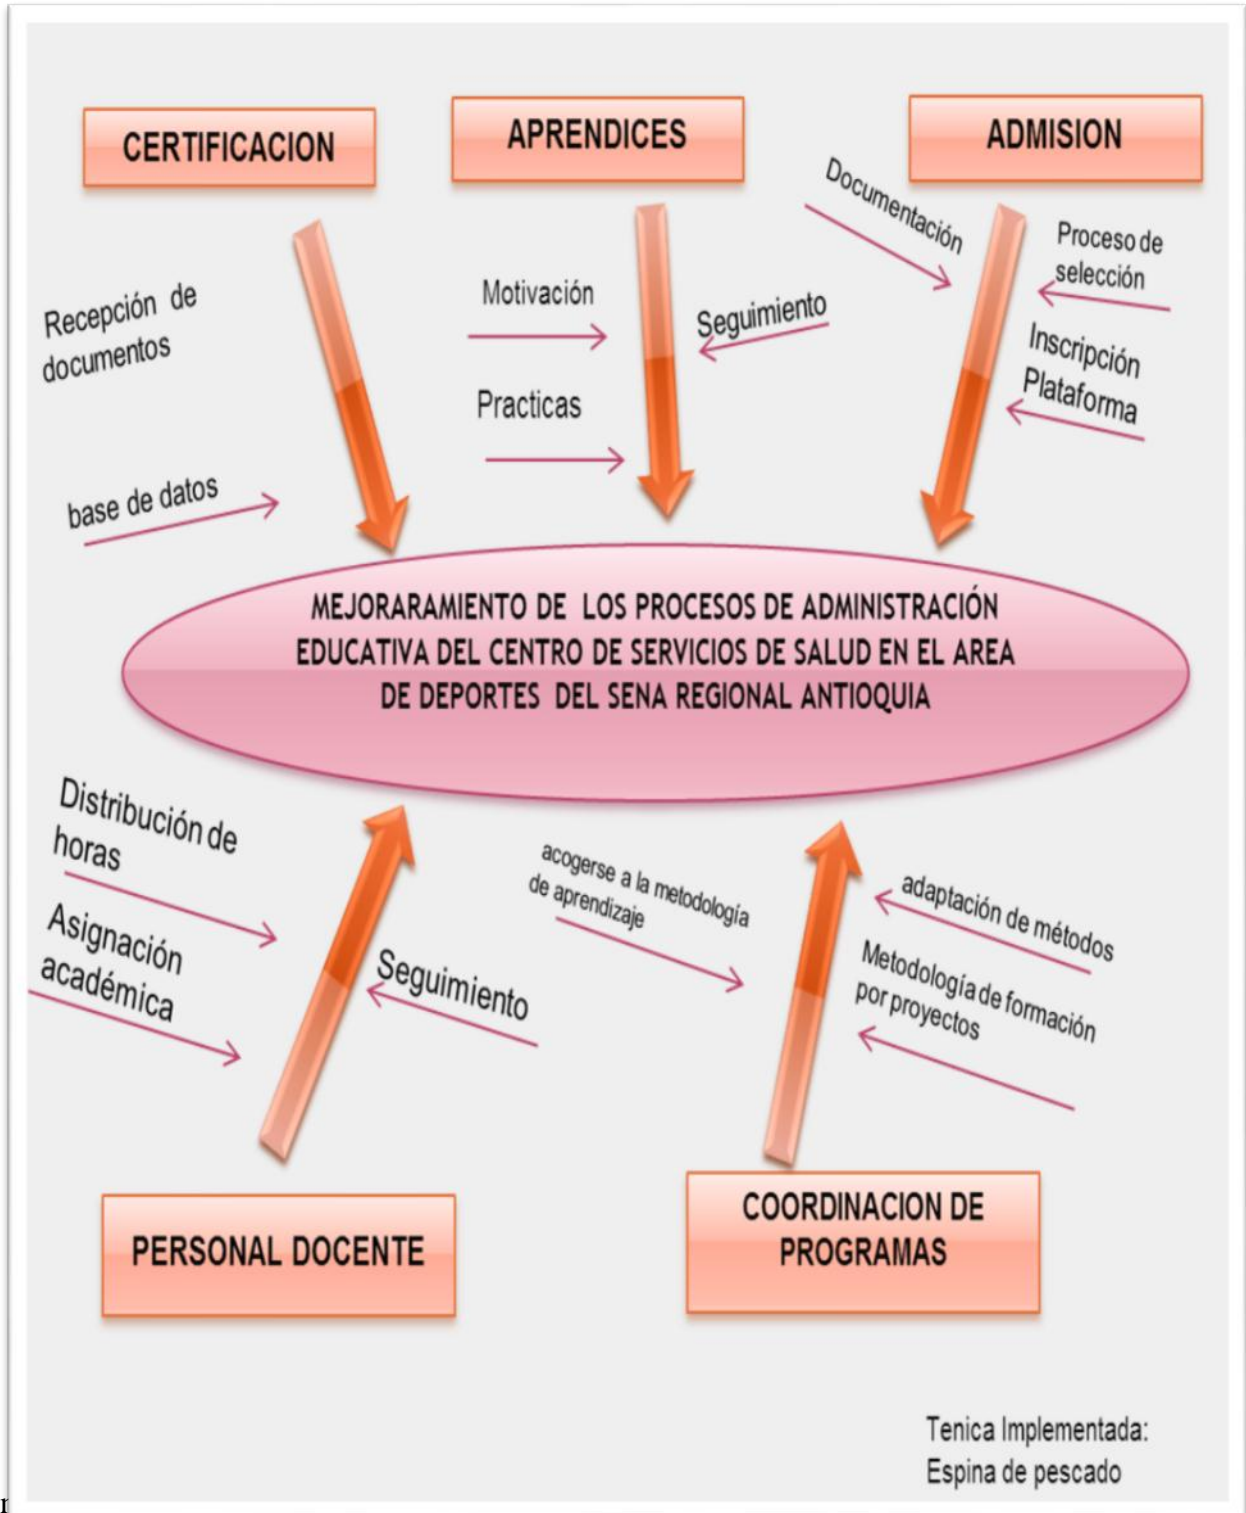 CERTIFICACION
APRENDICES
ADMISION
Documentación
Proceso de
selección
Recepción de
documentos
Motivación
Seguimiento
Inscripción
Plataforma
Practicas
base de datos
MEJORARAMIENTO DE LOS PROCESOS DE ADMINISTRACIÓN
EDUCATIVA DEL CENTRO DE SERVICIOS DE SALUD EN EL AREA
DE DEPORTES DEL SENA REGIONAL ANTIOQUIA
Distribución de
horas
acogerse a la metodología
de aprendizaje
adaptación de métodos
Asignación
académica
Seguimiento
Metodología de formación
por proyectos
PERSONAL DOCENTE
COORDINACION DE
PROGRAMAS
Tenica Implementada:
Espina de pescado